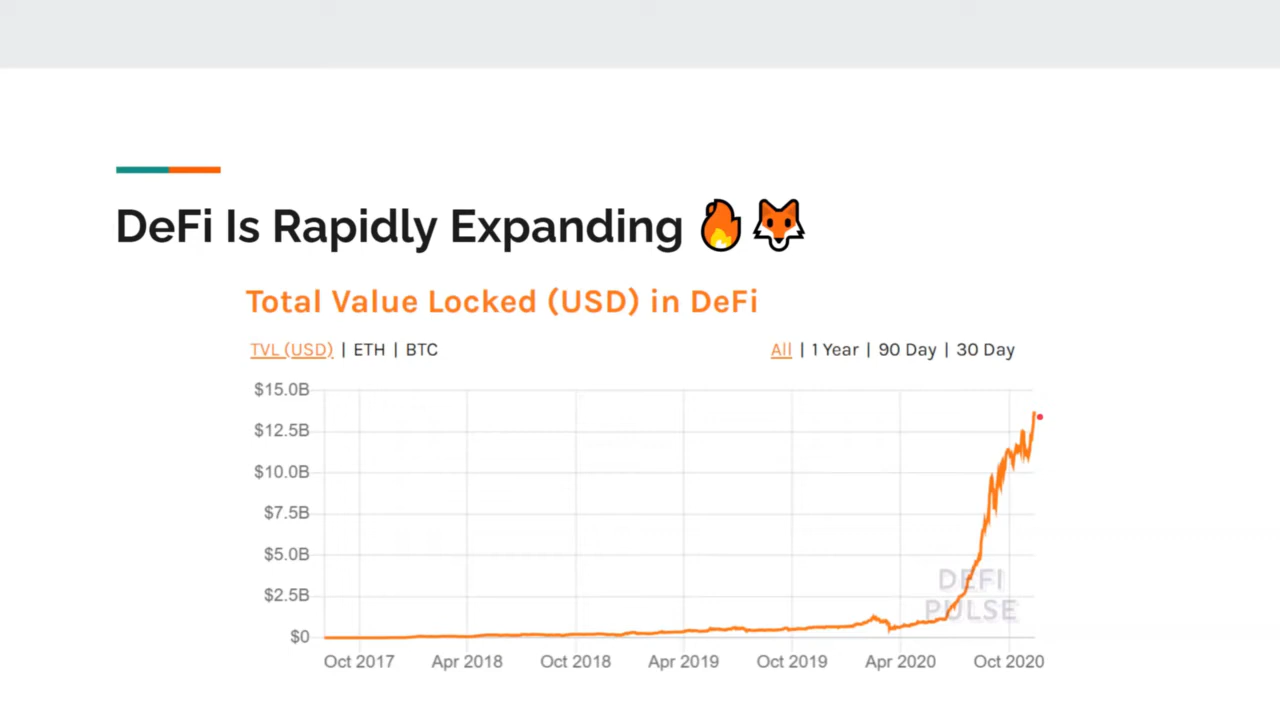 DeFi Is Rapidly Expanding 🔥🦊
Total Value Locked (USD) in DeFi
TVL (USD) | ETH | BTC
All | 1 Year | 90 Day | 30 Day
$15.0B
$12.5B
$10.0B
$7.5B
$5.0B
$2.5B
$0
DEFI
PULSE
Oct 2017 Apr 2018 Oct 2018 Apr 2019 Oct 2019 Apr 2020 Oct 2020